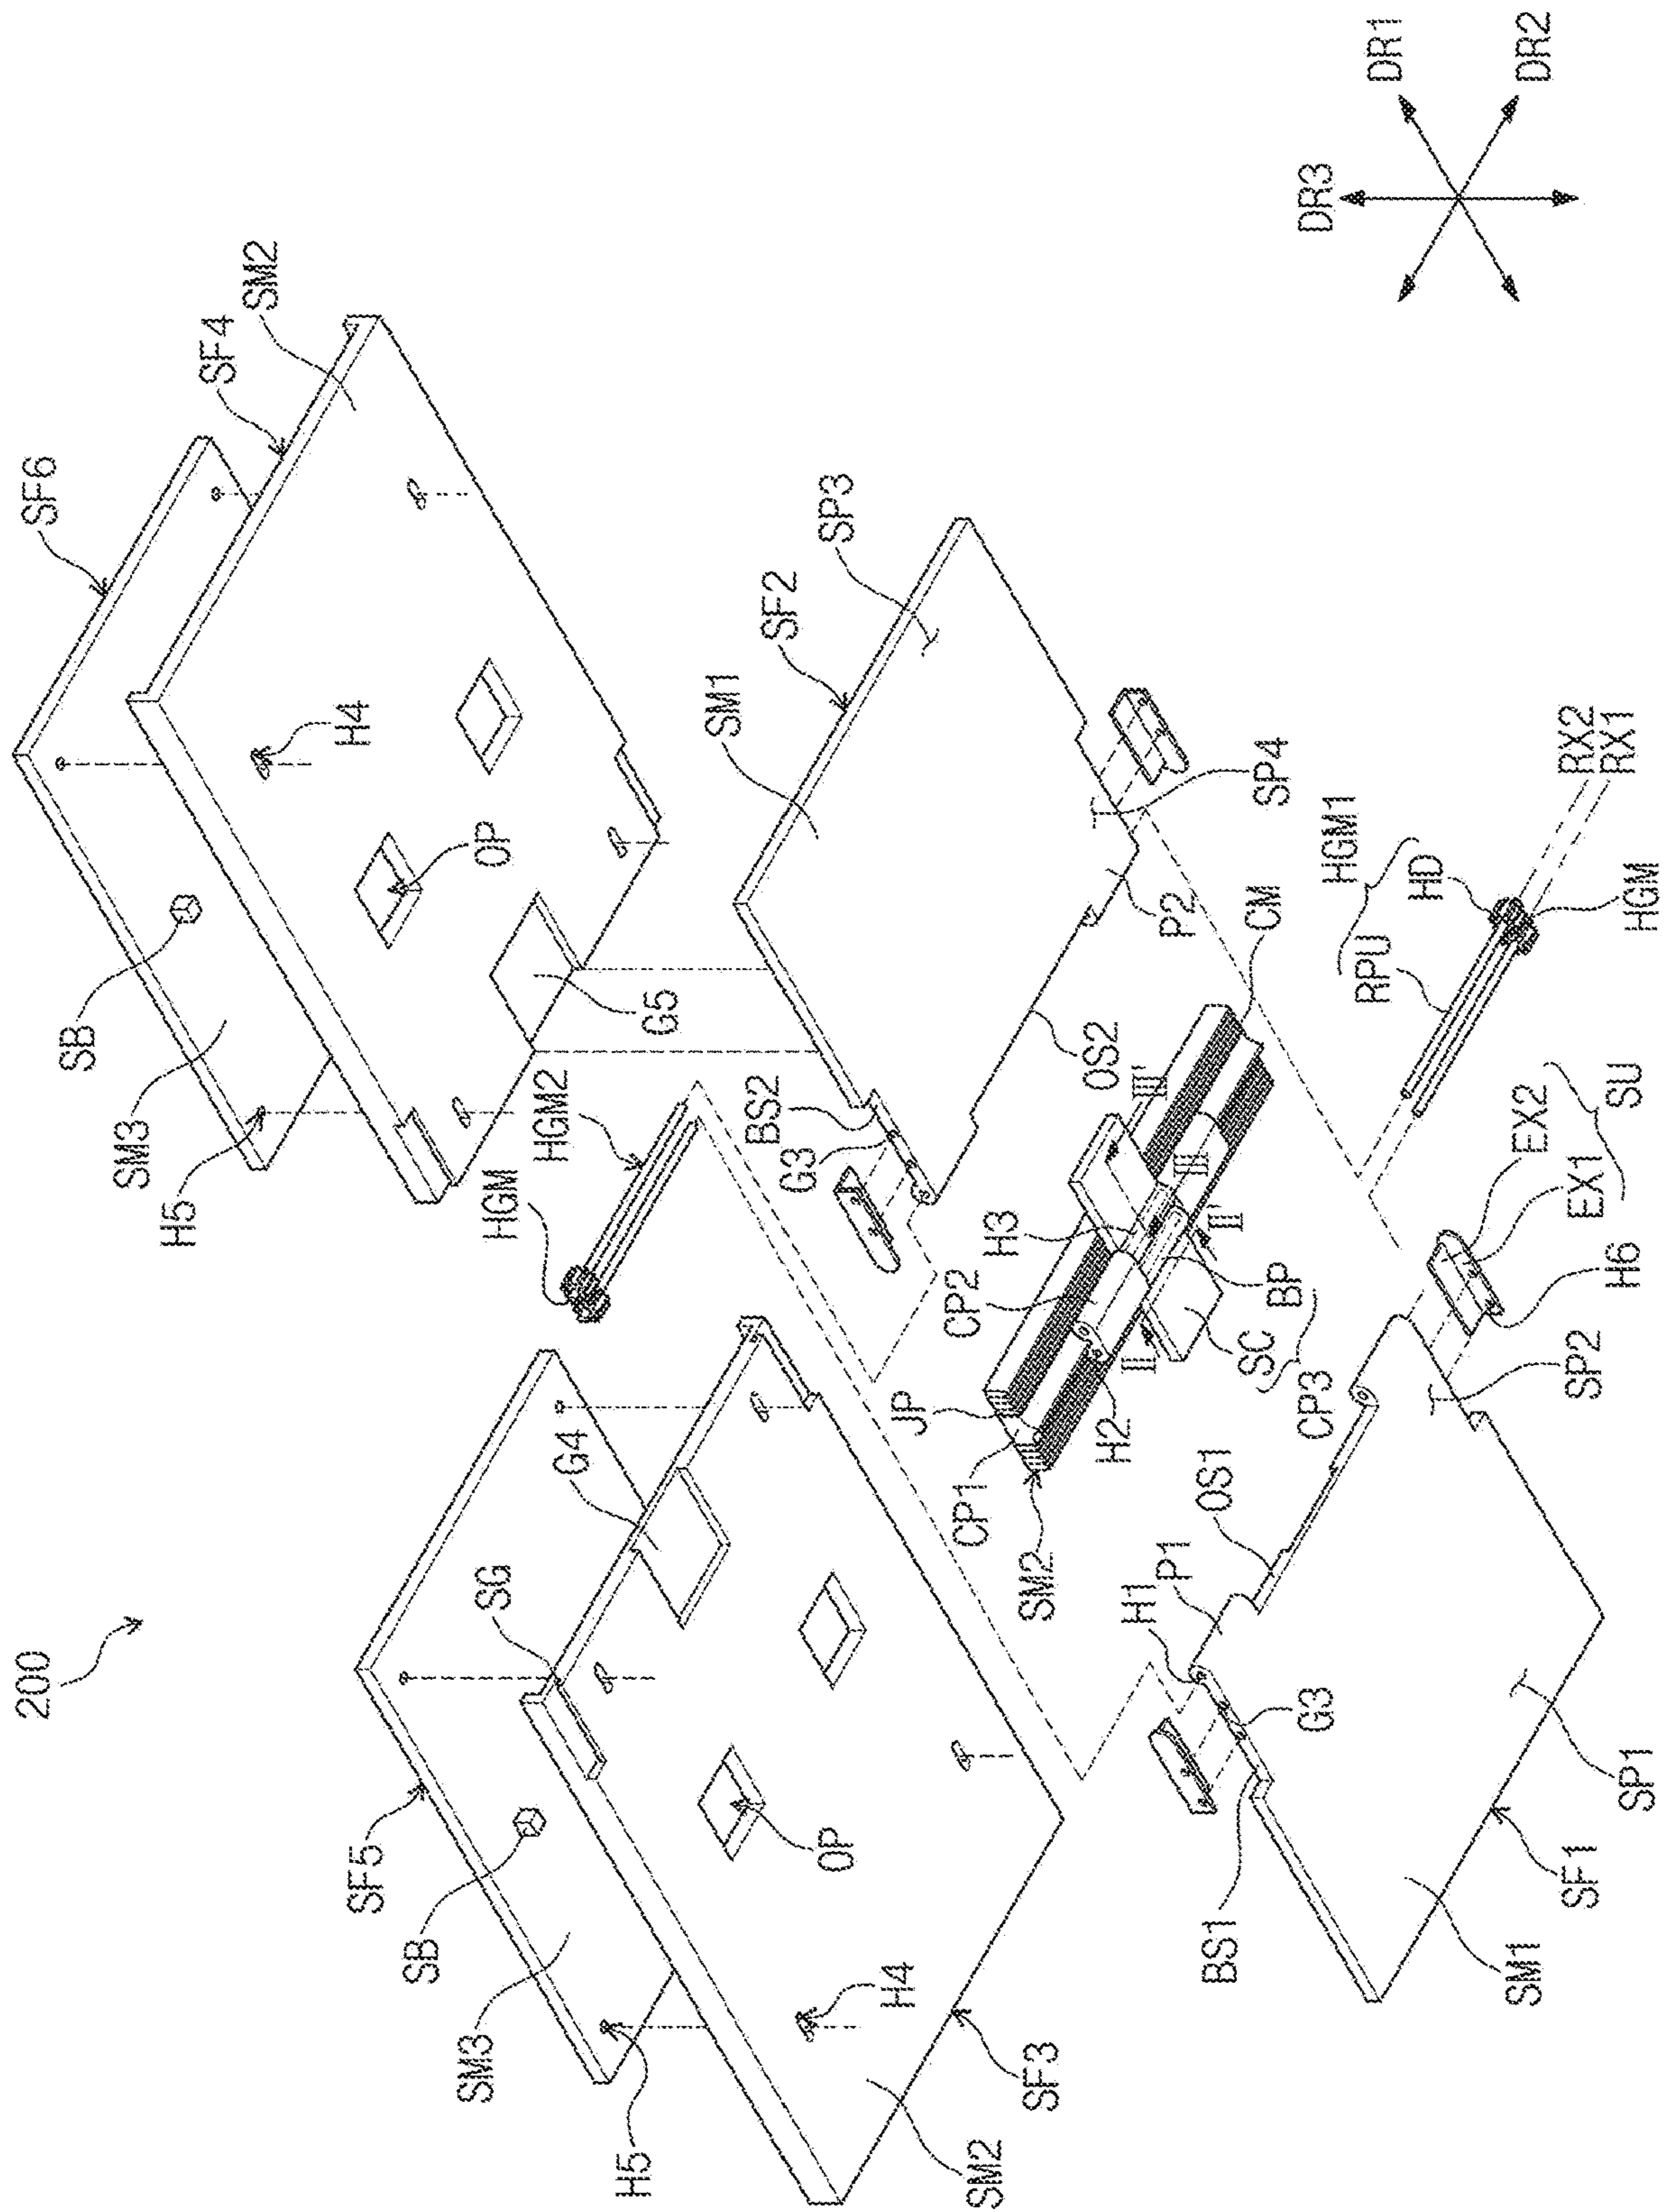 200
SF6
SF4
SM2
SB
SM3
H5
H4
OP
G5
SF2
SP3
SM1
HGM2
HGM
BS2
G3
SF5
SG
G4
SB
SM3
H5
H4
OP
SM2
SF3
JP
CP2
H3
III'
OS2
P2
SP4
CM
CP1
SM2
H2
II
III
II'
SC
BP
CP3
H1
P1
OS1
BS1
G3
SM1
SF1
SP1
SP2
H6
EX1
EX2
SU
HGM1
RPU
HD
HGM
RX2
RX1
DR3
DR1
DR2